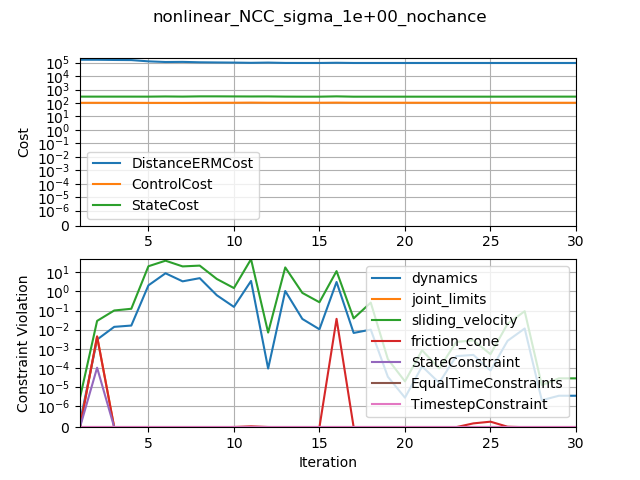 nonlinear_NCC_sigma_1e+00_nochance
Cost
10^5
10^4
10^3
10^2
10^1
10^0
10^-1
10^-2
10^-3
10^-4
10^-5
10^-6
0
DistanceERMCost
ControlCost
StateCost
5 10 15 20 25 30
Constraint Violation
10^1
10^0
10^-1
10^-2
10^-3
10^-4
10^-5
10^-6
0
dynamics
joint_limits
sliding_velocity
friction_cone
StateConstraint
EqualTimeConstraints
TimestepConstraint
5 10 15 20 25 30
Iteration